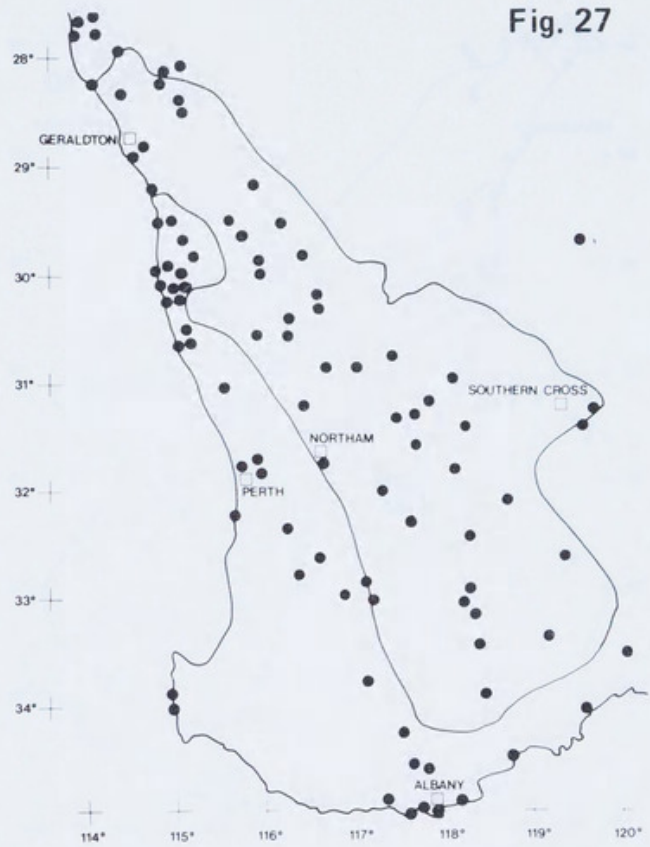 Fig. 27
28°
GERALDTON
29°
30°
31°
SOUTHERN CROSS
NORTHAM
32°
PERTH
33°
34°
ALBANY
114° 115° 116° 117° 118° 119° 120°